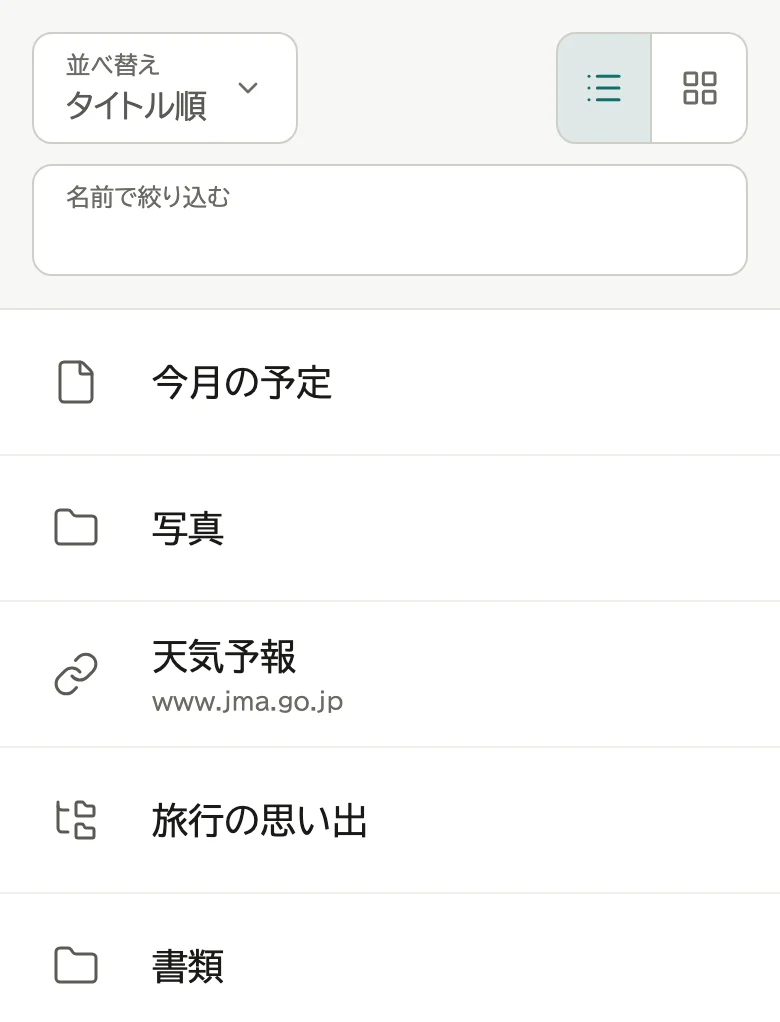 並べ替え
タイトル順
名前で絞り込む
今月の予定
写真
天気予報
www.jma.go.jp
旅行の思い出
書類